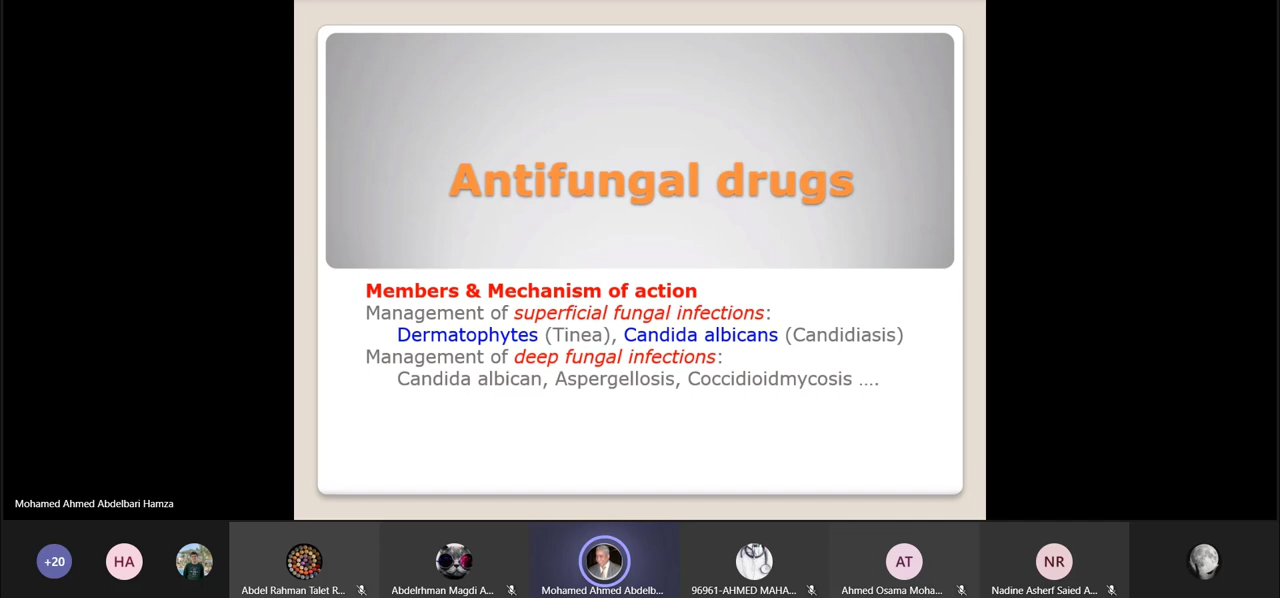 Antifungal drugs
Members & Mechanism of action
Management of superficial fungal infections:
Dermatophytes (Tinea), Candida albicans (Candidiasis)
Management of deep fungal infections:
Candida albican, Aspergellosis, Coccidioidmycosis ....
Mohamed Ahmed Abdelbari Hamza
+20
HA
AT
NR
Abdel Rahman Talet R...
Abdelrhman Magdi A...
Mohamed Ahmed Abdelb...
96961-AHMED MAHA...
Ahmed Osama Moha...
Nadine Asherf Saied A...